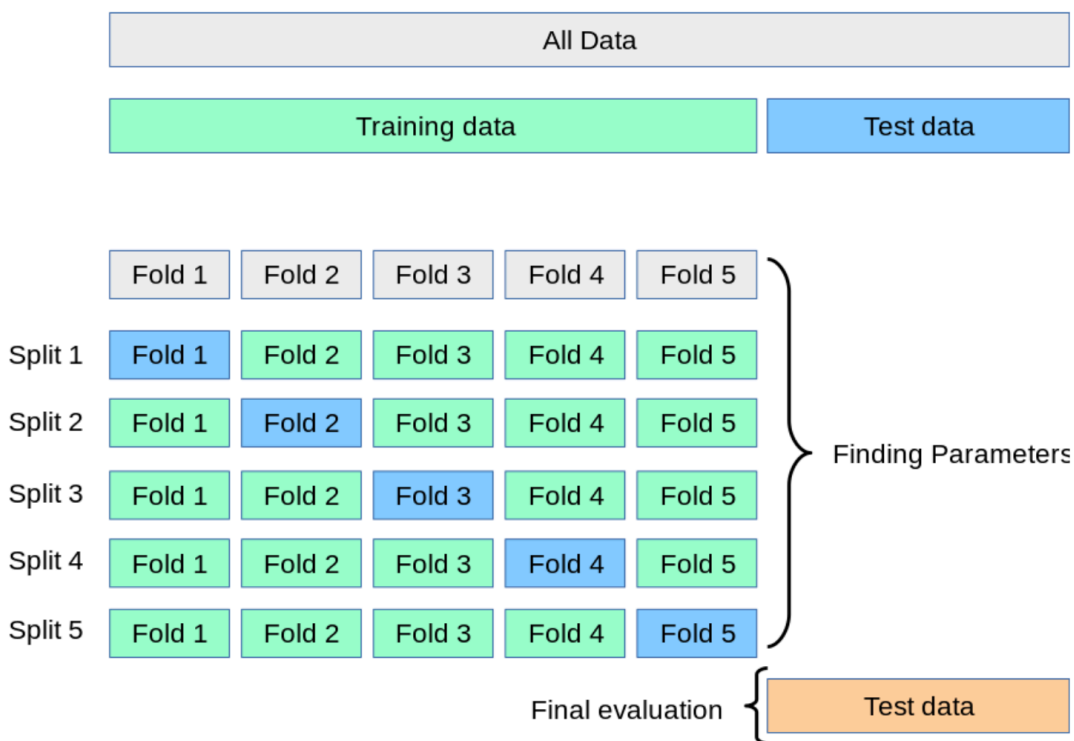 All Data
Training data Test data
Fold 1 Fold 2 Fold 3 Fold 4 Fold 5
Split 1 Fold 1 Fold 2 Fold 3 Fold 4 Fold 5
Split 2 Fold 1 Fold 2 Fold 3 Fold 4 Fold 5
Finding Parameters
Split 3 Fold 1 Fold 2 Fold 3 Fold 4 Fold 5
Split 4 Fold 1 Fold 2 Fold 3 Fold 4 Fold 5
Split 5 Fold 1 Fold 2 Fold 3 Fold 4 Fold 5
Final evaluation Test data